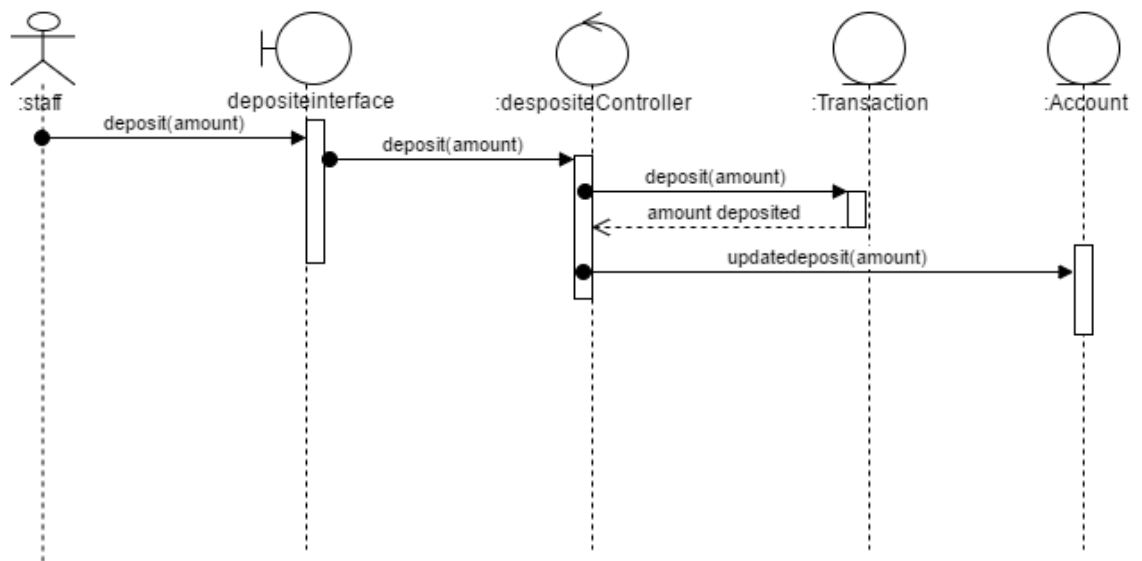 :staff
depositeinterface
:despositeController
:Transaction
:Account
deposit(amount)
deposit(amount)
deposit(amount)
amount deposited
updatedeposit(amount)